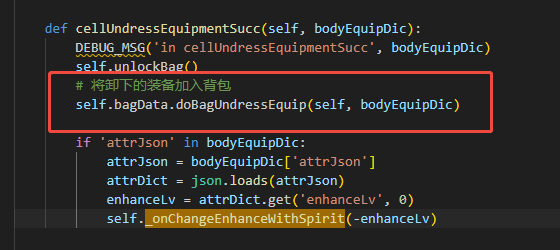 def cellUndressEquipmentSucc(self, bodyEquipDic):
DEBUG_MSG('in cellUndressEquipmentSucc', bodyEquipDic)
self.unlockBag()
# 将卸下的装备加入背包
self.bagData.doBagUndressEquip(self, bodyEquipDic)
if 'attrJson' in bodyEquipDic:
attrJson = bodyEquipDic['attrJson']
attrDict = json.loads(attrJson)
enhanceLv = attrDict.get('enhanceLv', 0)
self._onChangeEnhanceWithSpirit(-enhanceLv)